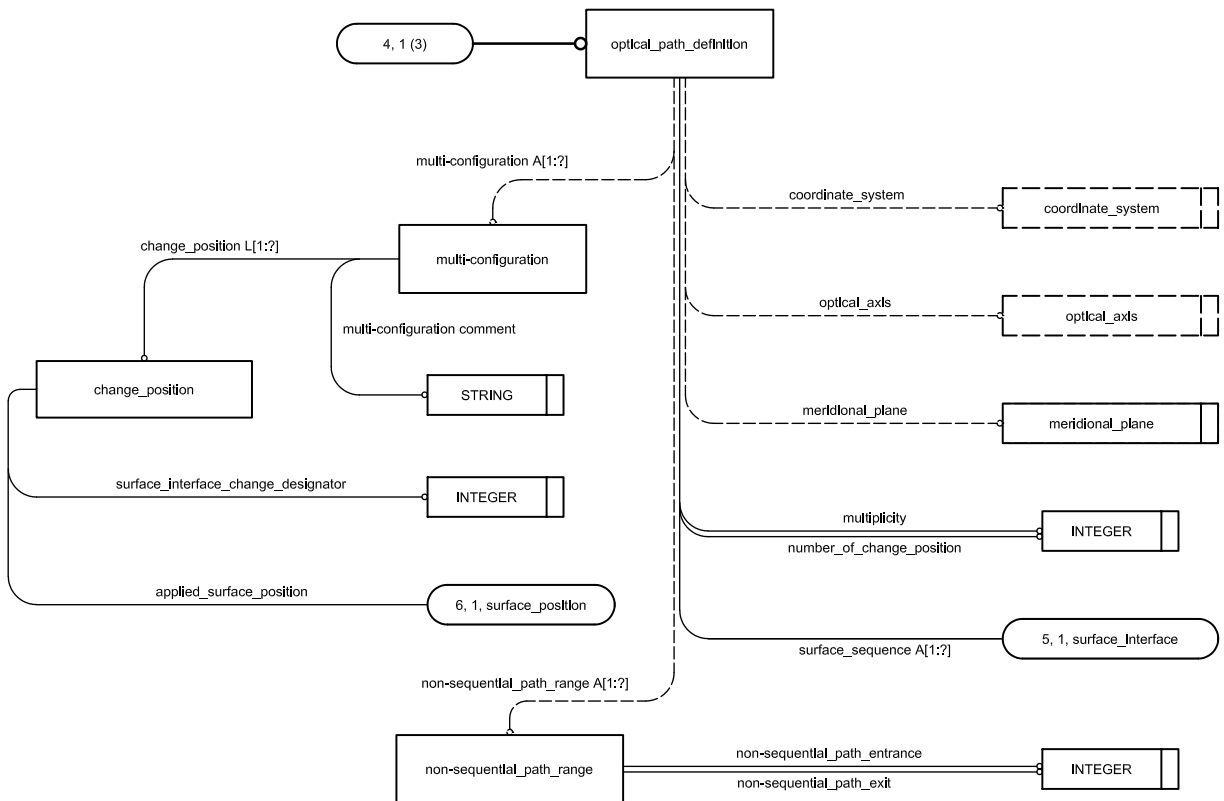 4, 1 (3)
optical_path_definition
multi-configuration A[1:?]
coordinate_system
coordinate_system
change_position L[1:?]
multi-configuration
optical_axis
optical_axis
multi-configuration comment
change_position
STRING
meridional_plane
meridional_plane
surface_interface_change_designator
INTEGER
multiplicity
number_of_change_position
INTEGER
applied_surface_position
6, 1, surface_position
5, 1, surface_interface
surface_sequence A[1:?]
non-sequential_path_range A[1:?]
non-sequential_path_range
non-sequential_path_entrance
non-sequential_path_exit
INTEGER